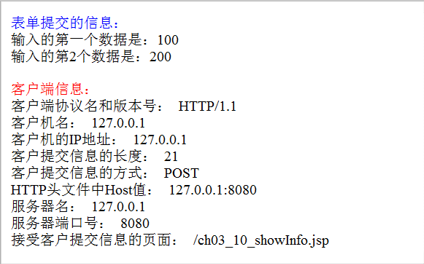 表单提交的信息：
输入的第一个数据是：100
输入的第2个数据是：200
客户端信息：
客户端协议名和版本号： HTTP/1.1
客户机名： 127.0.0.1
客户机的IP地址： 127.0.0.1
客户提交信息的长度： 21
客户提交信息的方式： POST
HTTP头文件中Host值： 127.0.0.1:8080
服务器名： 127.0.0.1
服务器端口号： 8080
接受客户提交信息的页面： /ch03_10_showInfo.jsp